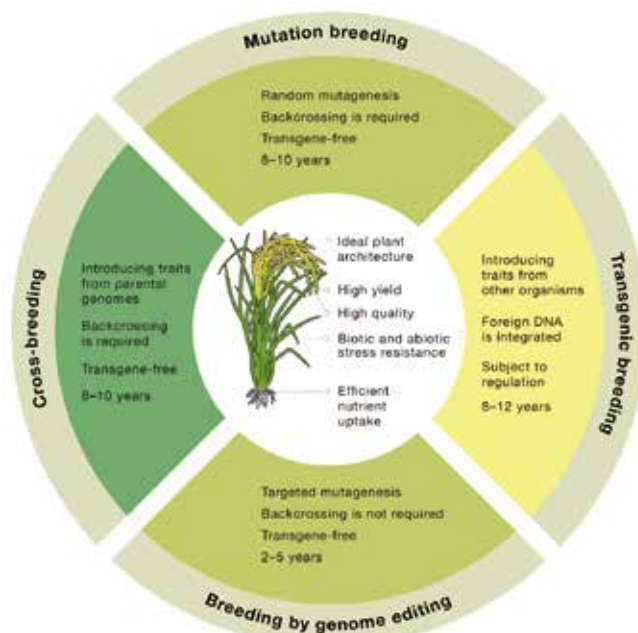 Mutation breeding
Random mutagenesis
Backcrossing is required
Transgene-free
8–10 years
Cross-breeding
Introducing traits
from parental
genomes
Backcrossing
is required
Transgene-free
8–10 years
Ideal plant
architecture
High yield
High quality
Biotic and abiotic
stress resistance
Efficient
nutrient
uptake
Transgenic breeding
Introducing
traits from
other organisms
Foreign DNA
is Integrated
Subject to
regulation
8–12 years
Targeted mutagenesis
Backcrossing is not required
Transgene-free
2–5 years
Breeding by genome editing